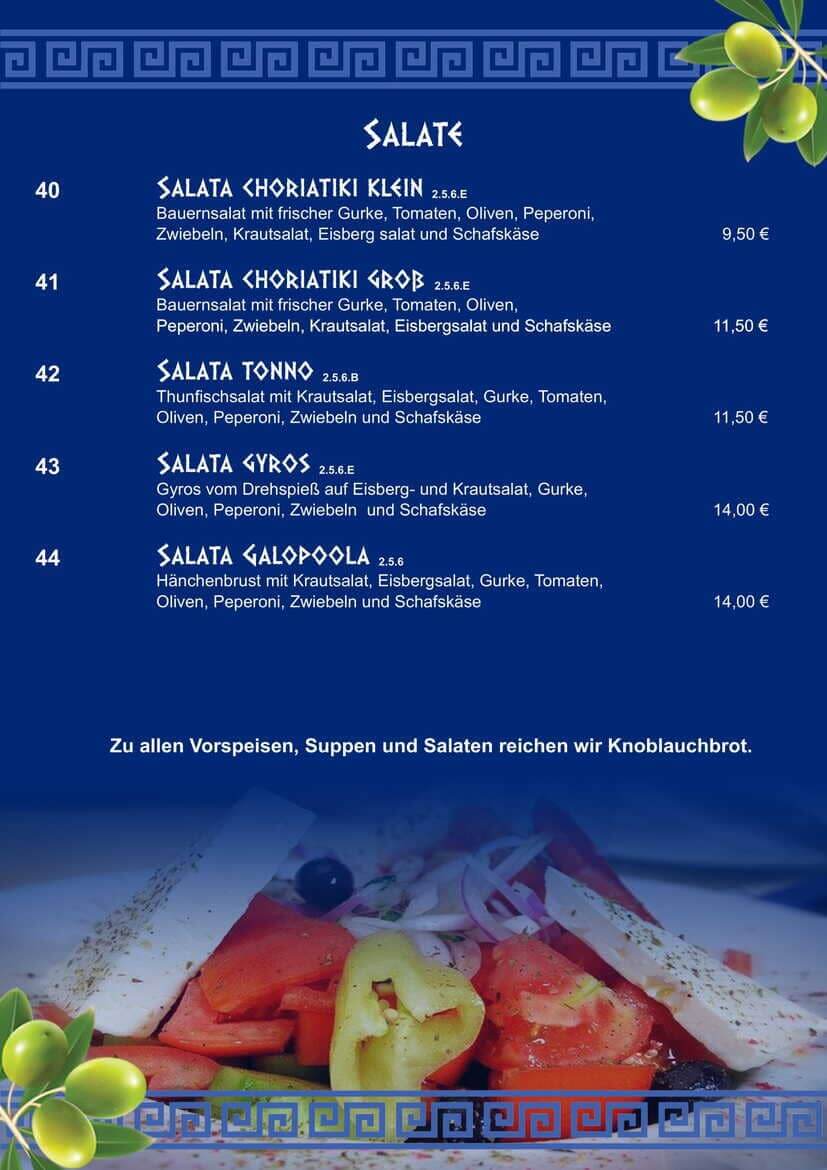 SALATE
40 SALATA CHORIATIKI KLEIN 2.5.6.E
Bauernsalat mit frischer Gurke, Tomaten, Oliven, Peperoni,
Zwiebeln, Krautsalat, Eisberg salat und Schafskäse 9,50 €
41 SALATA CHORIATIKI GROß 2.5.6.E
Bauernsalat mit frischer Gurke, Tomaten, Oliven,
Peperoni, Zwiebeln, Krautsalat, Eisbergsalat und Schafskäse 11,50 €
42 SALATA TONNO 2.5.6.B
Thunfischsalat mit Krautsalat, Eisbergsalat, Gurke, Tomaten,
Oliven, Peperoni, Zwiebeln und Schafskäse 11,50 €
43 SALATA GYROS 2.5.6.E
Gyros vom Drehspieß auf Eisberg- und Krautsalat, Gurke,
Oliven, Peperoni, Zwiebeln und Schafskäse 14,00 €
44 SALATA GALOPOOLA 2.5.6
Hänchenbrust mit Krautsalat, Eisbergsalat, Gurke, Tomaten,
Oliven, Peperoni, Zwiebeln und Schafskäse 14,00 €
Zu allen Vorspeisen, Suppen und Salaten reichen wir Knoblauchbrot.